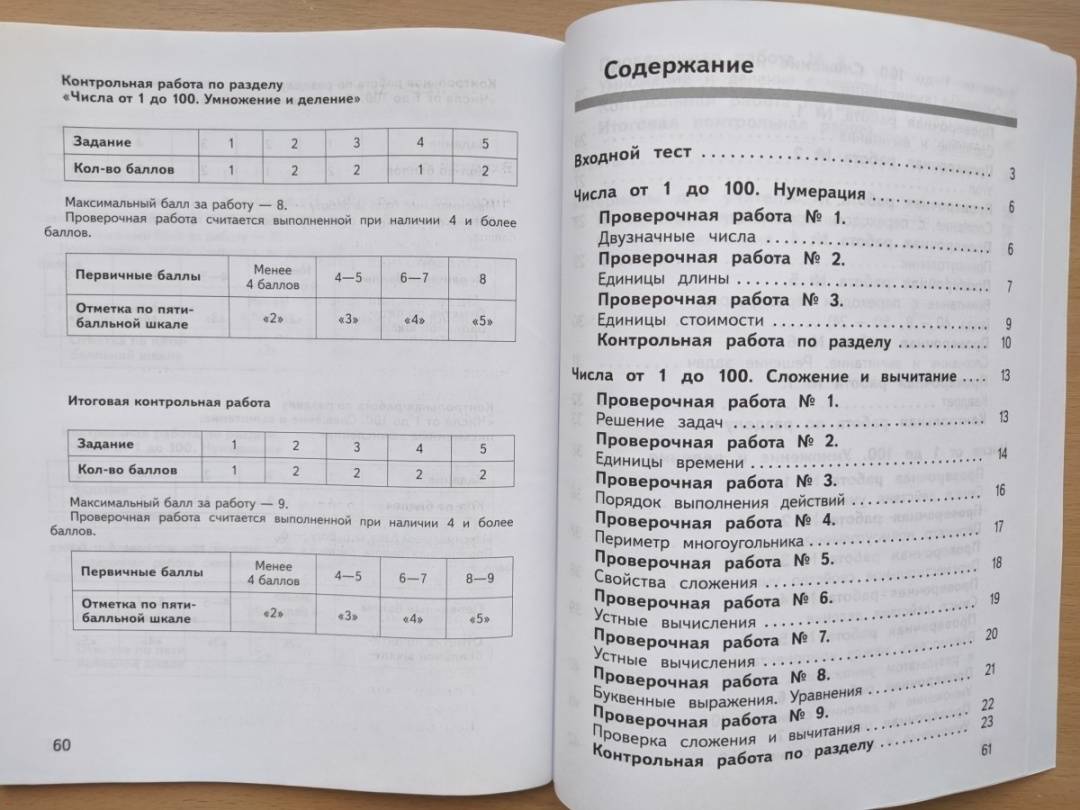 Контрольная работа по разделу
«Числа от 1 до 100. Умножение и деление»
Задание 1 2 3 4 5
Кол-во баллов 1 2 2 1 2
Максимальный балл за работу — 8.
Проверочная работа считается выполненной при наличии 4 и более
баллов.
Первичные баллы Менее 4 баллов 4—5 6—7 8
Отметка по пяти-
балльной шкале «2» «3» «4» «5»
Итоговая контрольная работа
Задание 1 2 3 4 5
Кол-во баллов 1 2 2 2 2
Максимальный балл за работу — 9.
Проверочная работа считается выполненной при наличии 4 и более
баллов.
Первичные баллы Менее 4 баллов 4—5 6—7 8—9
Отметка по пяти-
балльной шкале «2» «3» «4» «5»
60
Содержание
Входной тест 3
Числа от 1 до 100. Нумерация 6
Проверочная работа № 1.
Двузначные числа 6
Проверочная работа № 2.
Единицы длины 7
Проверочная работа № 3.
Единицы стоимости 9
Контрольная работа по разделу 10
Числа от 1 до 100. Сложение и вычитание 13
Проверочная работа № 1.
Решение задач 13
Проверочная работа № 2.
Единицы времени 14
Проверочная работа № 3.
Порядок выполнения действий 16
Проверочная работа № 4.
Периметр многоугольника 17
Проверочная работа № 5.
Свойства сложения 18
Проверочная работа № 6.
Устные вычисления 19
Проверочная работа № 7.
Устные вычисления 20
Проверочная работа № 8.
Буквенные выражения. Уравнения 21
Проверочная работа № 9.
Проверка сложения и вычитания 22
Контрольная работа по разделу 23
61